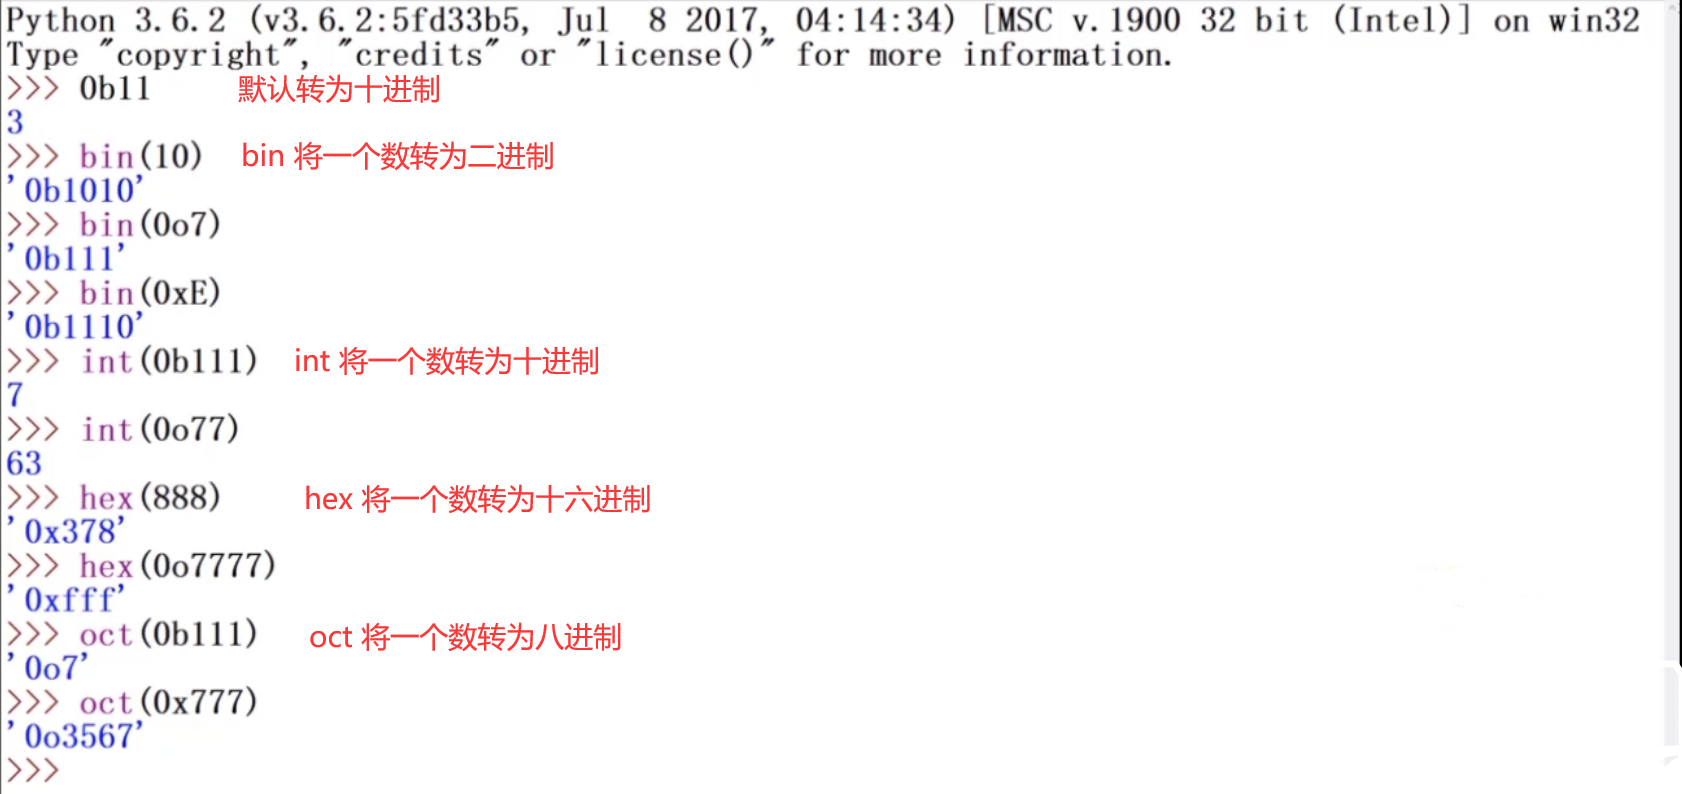 Python 3.6.2 (v3.6.2:5fd33b5, Jul  8 2017, 04:14:34) [MSC v.1900 32 bit (Intel)] on win32
Type "copyright", "credits" or "license()" for more information.
>>> 0b11 默认转为十进制
3
>>> bin(10) bin 将一个数转为二进制
'0b1010'
>>> bin(0o7)
'0b111'
>>> bin(0xE)
'0b1110'
>>> int(0b111) int 将一个数转为十进制
7
>>> int(0o77)
63
>>> hex(888) hex 将一个数转为十六进制
'0x378'
>>> hex(0o7777)
'0xfff'
>>> oct(0b111) oct 将一个数转为八进制
'0o7'
>>> oct(0x777)
'0o3567'
>>>